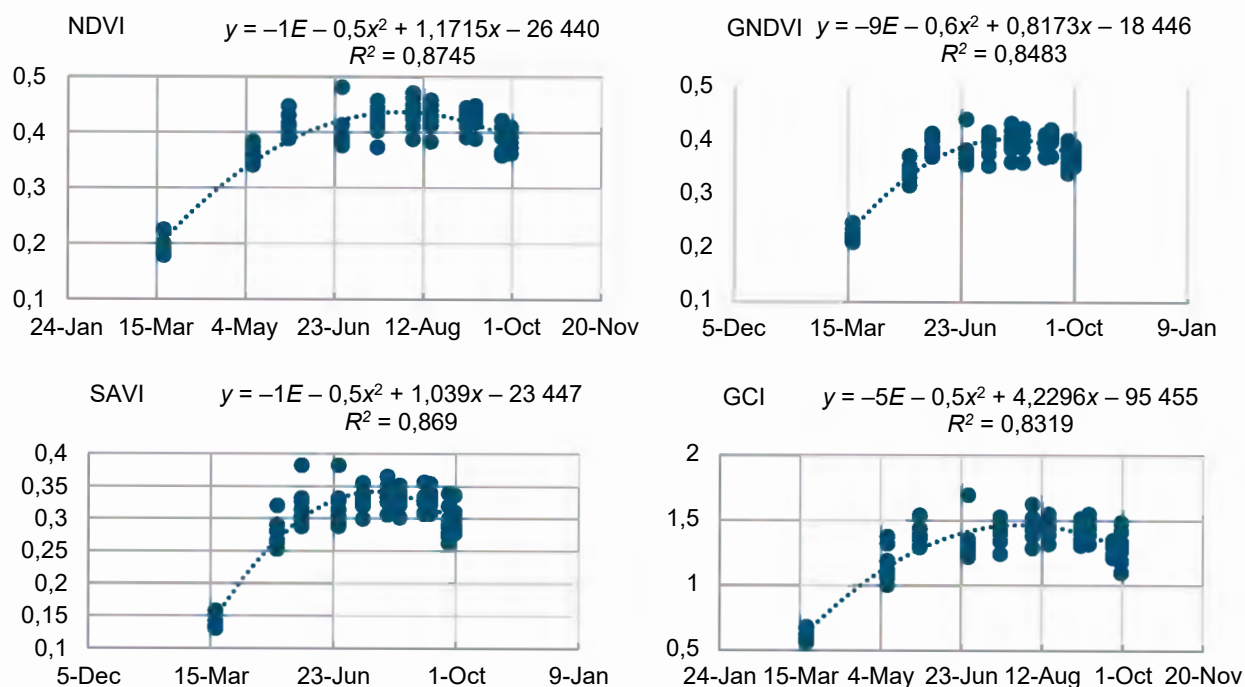 NDVI
y = –1E – 0,5x² + 1,1715x – 26 440
R² = 0,8745
0,5
0,4
0,3
0,2
0,1
24-Jan 15-Mar 4-May 23-Jun 12-Aug 1-Oct 20-Nov
GNDVI
y = –9E – 0,6x² + 0,8173x – 18 446
R² = 0,8483
0,5
0,4
0,3
0,2
0,1
5-Dec 15-Mar 23-Jun 1-Oct 9-Jan
SAVI
y = –1E – 0,5x² + 1,039x – 23 447
R² = 0,869
0,4
0,35
0,3
0,25
0,2
0,15
0,1
5-Dec 15-Mar 23-Jun 1-Oct 9-Jan
GCI
y = –5E – 0,5x² + 4,2296x – 95 455
R² = 0,8319
2
1,5
1
0,5
24-Jan 15-Mar 4-May 23-Jun 12-Aug 1-Oct 20-Nov